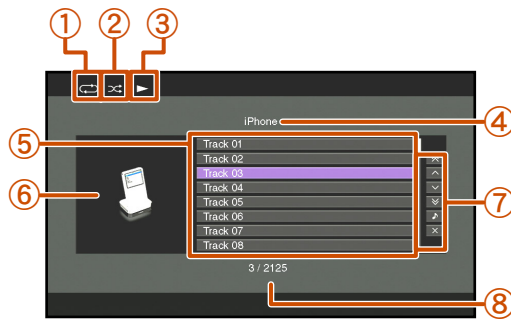 ① ② ③
iPhone ④
⑤ Track 01
Track 02
Track 03
⑥ Track 04
Track 05
Track 06
Track 07
Track 08
⑦
3 / 2125
⑧